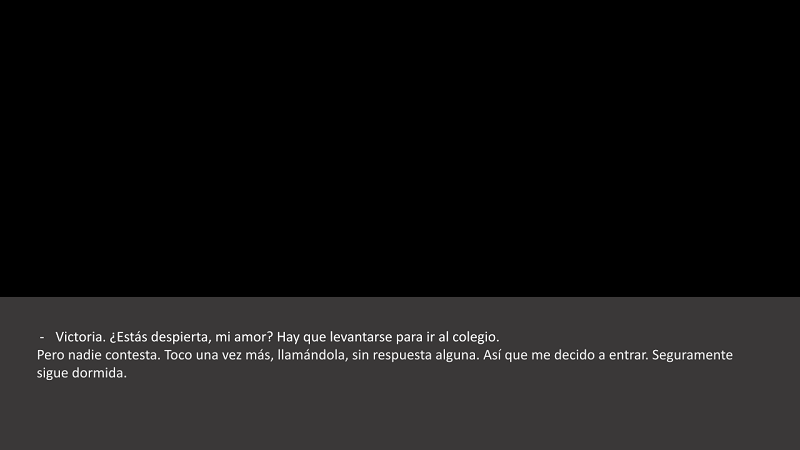 - Victoria. ¿Estás despierta, mi amor? Hay que levantarse para ir al colegio.
Pero nadie contesta. Toco una vez más, llamándola, sin respuesta alguna. Así que me decido a entrar. Seguramente
sigue dormida.